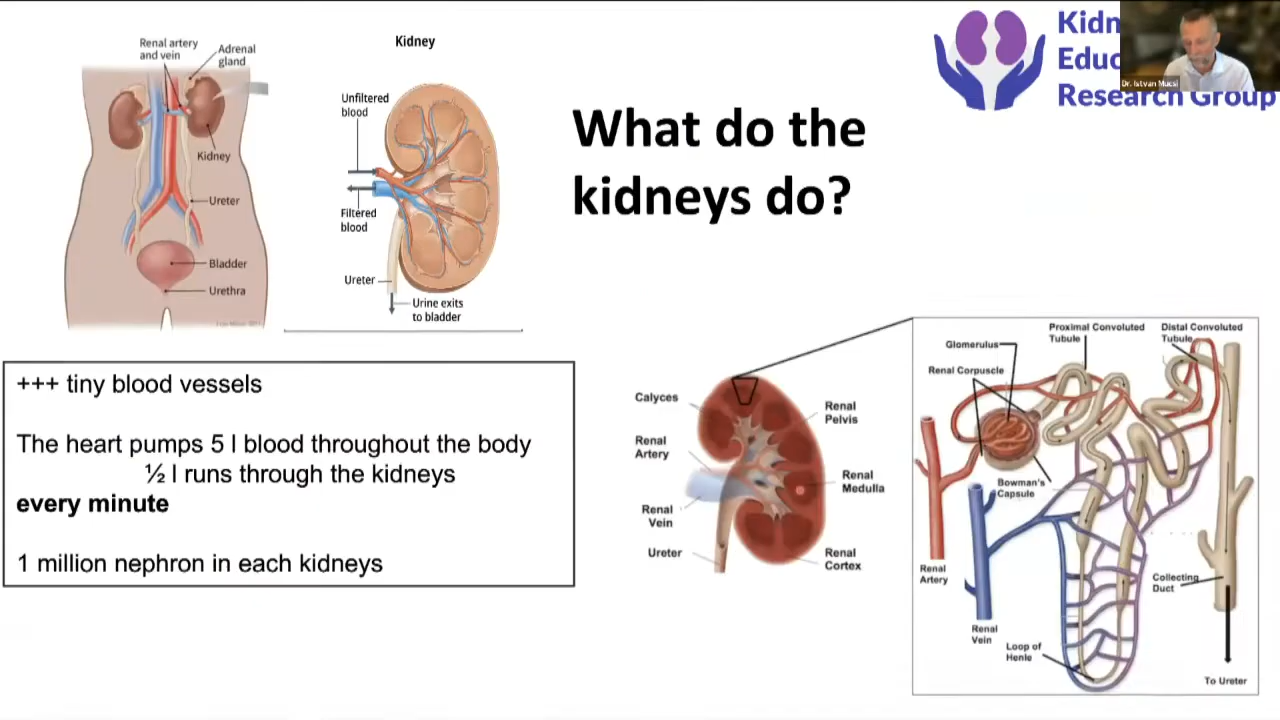 Renal artery
and vein
Adrenal
gland
Kidney
Ureter
Bladder
Urethra
Kidney
Unfiltered
blood
Filtered
blood
Ureter
Urine exits
to bladder
What do the
kidneys do?
Research Group
Dr. Istvan Mucsi
+++ tiny blood vessels
The heart pumps 5 l blood throughout the body
½ l runs through the kidneys
every minute
1 million nephron in each kidneys
Calyces
Renal
Artery
Renal
Vein
Ureter
Renal
Pelvis
Renal
Medulla
Renal
Cortex
Proximal Convoluted
Tubule
Distal Convoluted
Tubule
Glomerulus
Renal Corpuscle
Bowman's
Capsule
Renal
Artery
Renal
Vein
Loop of
Henle
Collecting
Duct
To Ureter